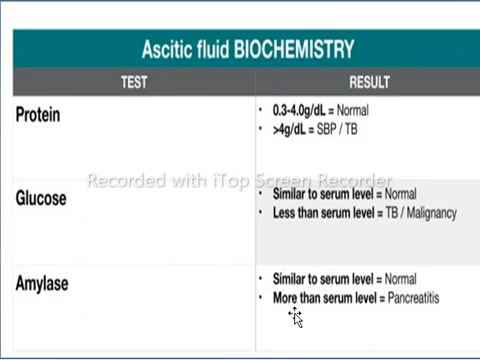 Ascitic fluid BIOCHEMISTRY
TEST RESULT
Protein
• 0.3-4.0g/dL = Normal
• >4g/dL = SBP / TB
Recorded with iTop Screen Recorder
Glucose
• Similar to serum level = Normal
• Less than serum level = TB / Malignancy
Amylase
• Similar to serum level = Normal
• More than serum level = Pancreatitis